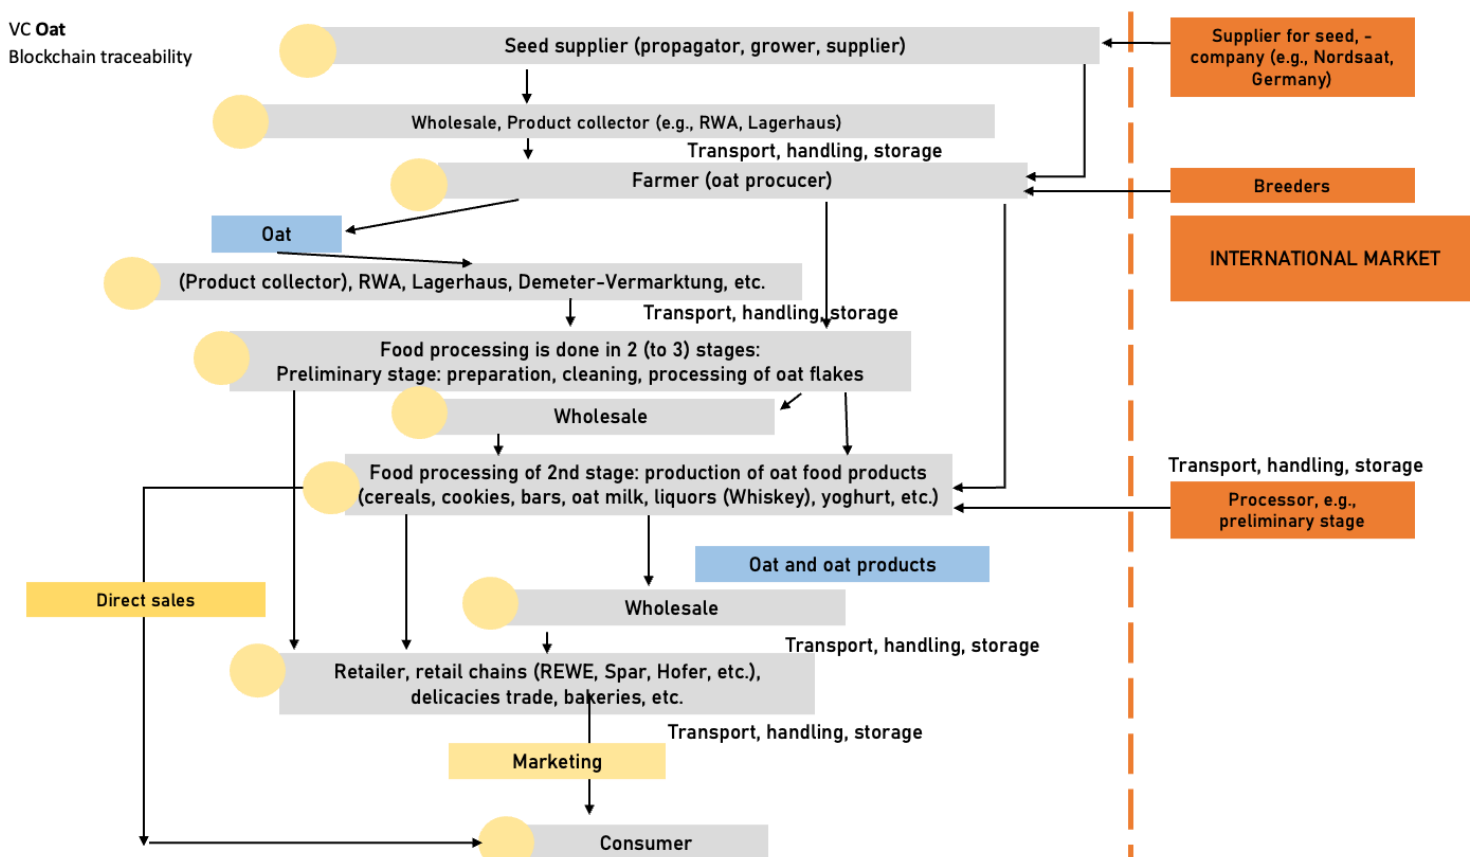 VC Oat
Blockchain traceability
Seed supplier (propagator, grower, supplier)
Supplier for seed, -
company (e.g., Nordsaat,
Germany)
Wholesale, Product collector (e.g., RWA, Lagerhaus)
Transport, handling, storage
Farmer (oat procucer)
Breeders
Oat
INTERNATIONAL MARKET
(Product collector), RWA, Lagerhaus, Demeter-Vermarktung, etc.
Transport, handling, storage
Food processing is done in 2 (to 3) stages:
Preliminary stage: preparation, cleaning, processing of oat flakes
Wholesale
Food processing of 2nd stage: production of oat food products
(cereals, cookies, bars, oat milk, liquors (Whiskey), yoghurt, etc.)
Transport, handling, storage
Processor, e.g.,
preliminary stage
Oat and oat products
Direct sales
Wholesale
Transport, handling, storage
Retailer, retail chains (REWE, Spar, Hofer, etc.),
delicacies trade, bakeries, etc.
Transport, handling, storage
Marketing
Consumer